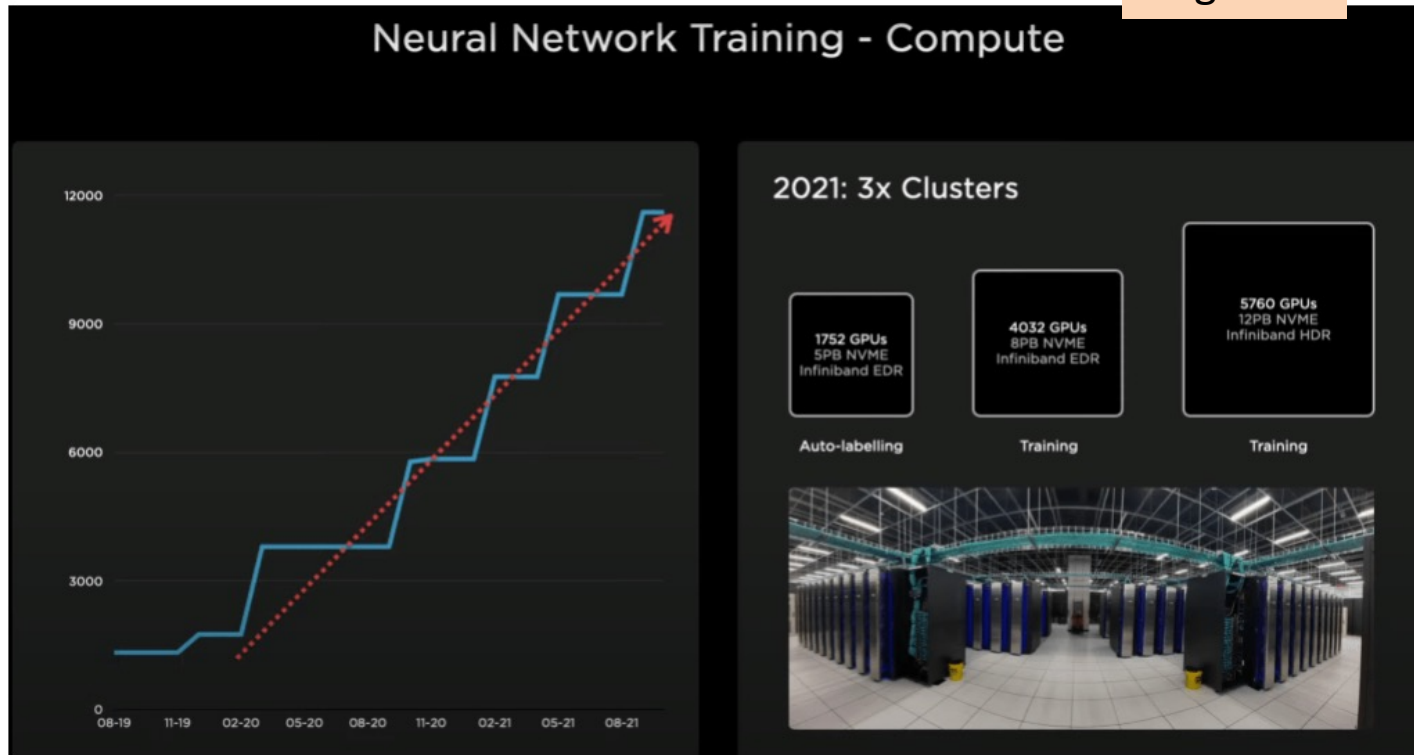 Neural Network Training - Compute
12000
9000
6000
3000
0
08-19 11-19 02-20 05-20 08-20 11-20 02-21 05-21 08-21
2021: 3x Clusters
1752 GPUs
5PB NVME
Infiniband EDR
Auto-labelling
4032 GPUs
8PB NVME
Infiniband EDR
Training
5760 GPUs
12PB NVME
Infiniband HDR
Training